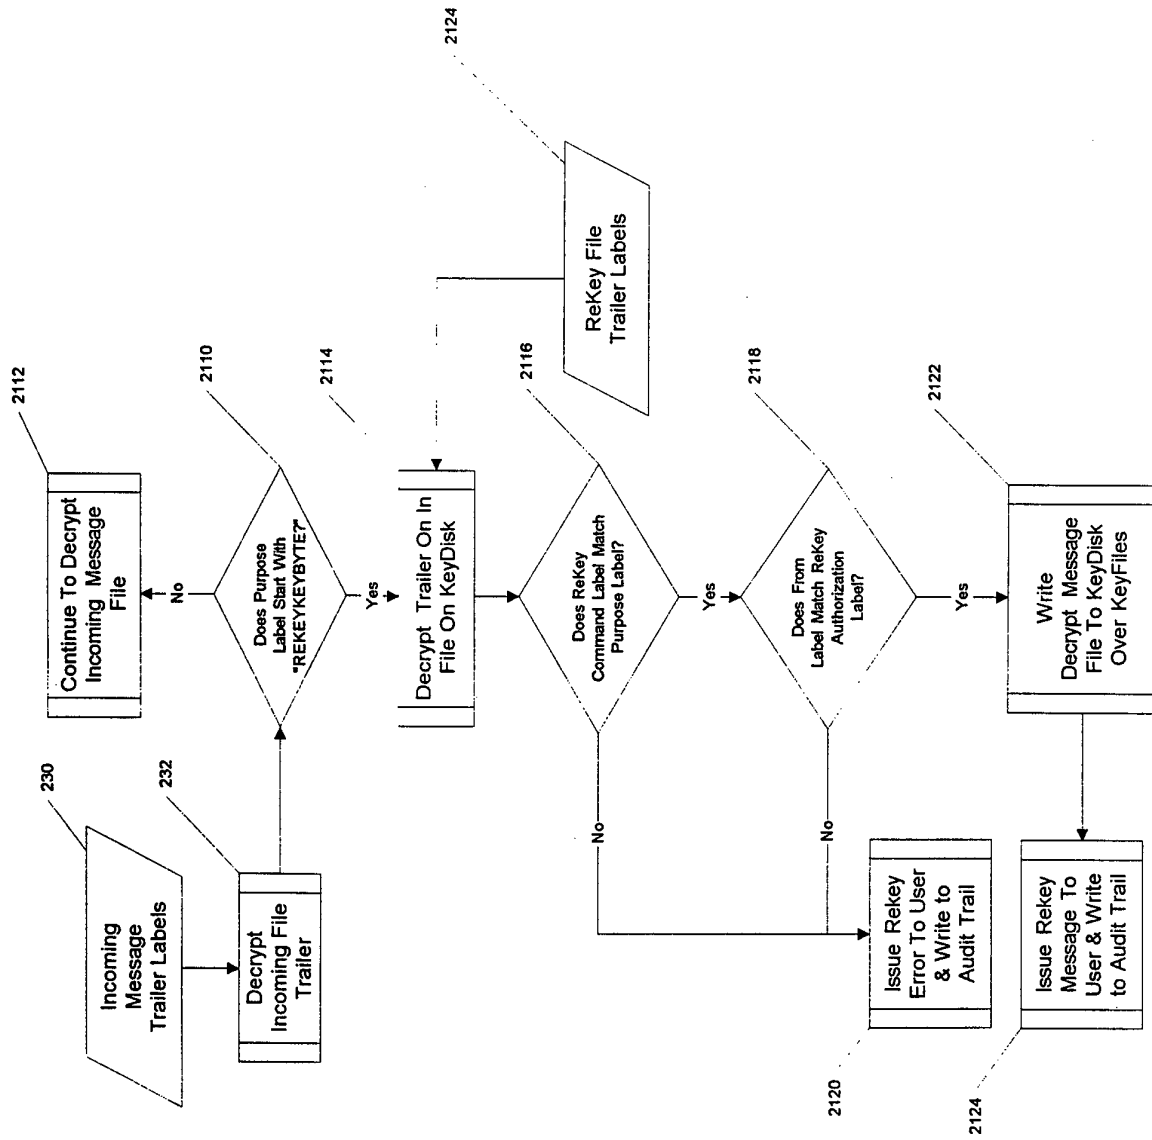 2124
2112
Continue To Decrypt
Incoming Message
File
2110
No
Does Purpose
Label Start With
"REKEYKEYBYTE?"
Yes
230
Incoming
Message
Trailer Labels
232
Decrypt
Incoming File
Trailer
2114
Decrypt Trailer On In
File On KeyDisk
ReKey File
Trailer Labels
2116
Does ReKey
Command Label Match
Purpose Label?
Yes
No
2118
Does From
Label Match ReKey
Authorization
Label?
Yes
No
2122
Write
Decrypt Message
File To KeyDisk
Over KeyFiles
Issue Rekey
Error To User
& Write to
Audit Trail
2120
Issue Rekey
Message To
User & Write
to Audit Trail
2124